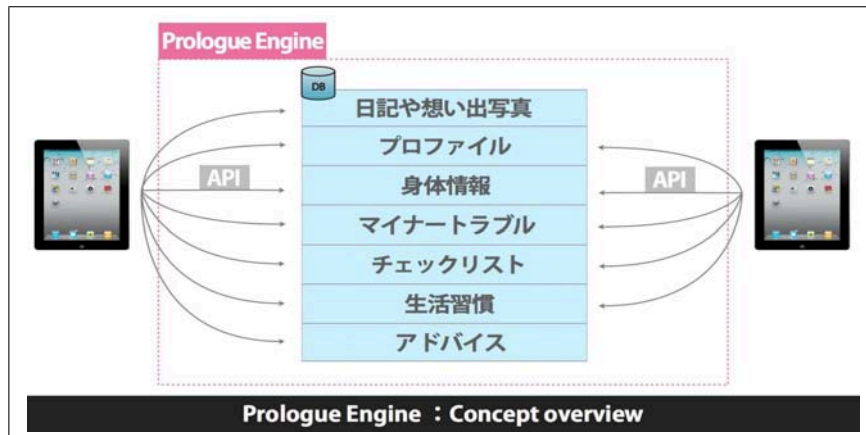 Prologue Engine
DB
日記や想い出写真
プロファイル
API
身体情報
API
マイナートラブル
チェックリスト
生活習慣
アドバイス
Prologue Engine ：Concept overview